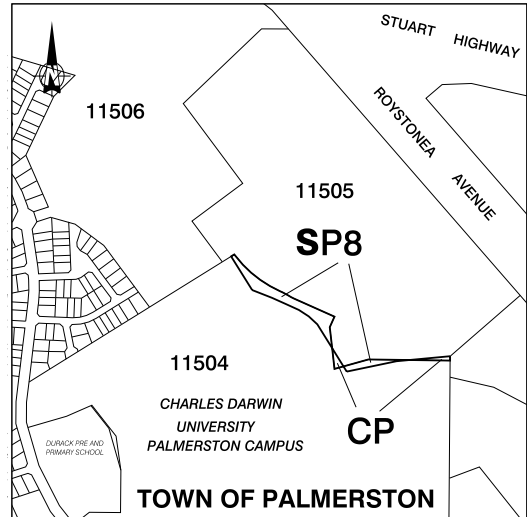 STUART HIGHWAY
N
11506
ROYSTONEA AVENUE
11505
SP8
11504
CHARLES DARWIN
UNIVERSITY
PALMERSTON CAMPUS
CP
DURACK PRE AND
PRIMARY SCHOOL
TOWN OF PALMERSTON